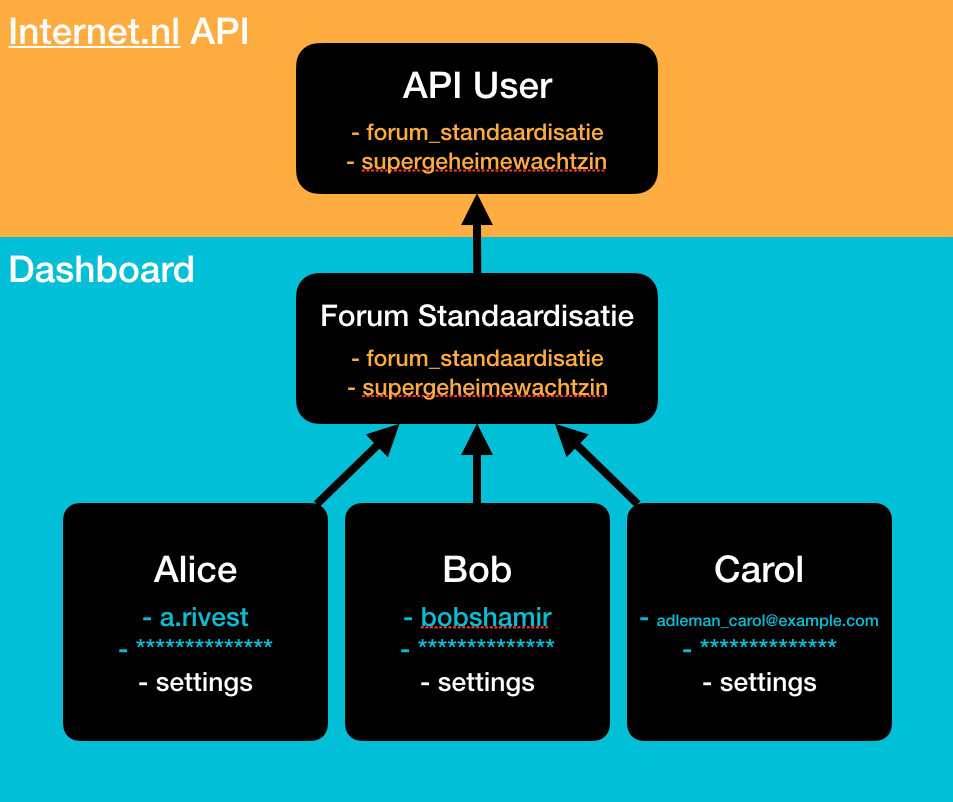 Internet.nl API
API User
- forum_standaardisatie
- supergeheimewachtzin
Dashboard
Forum Standaardisatie
- forum_standaardisatie
- supergeheimewachtzin
Alice
- a.rivest
- **************
- settings
Bob
- bobshamir
- **************
- settings
Carol
- adleman_carol@example.com
- **************
- settings